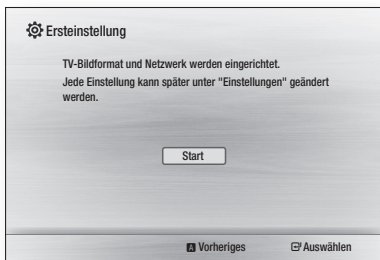 Ersteinstellung
TV-Bildformat und Netzwerk werden eingerichtet.
Jede Einstellung kann später unter "Einstellungen" geändert
werden.
Start
A Vorheriges
Auswählen